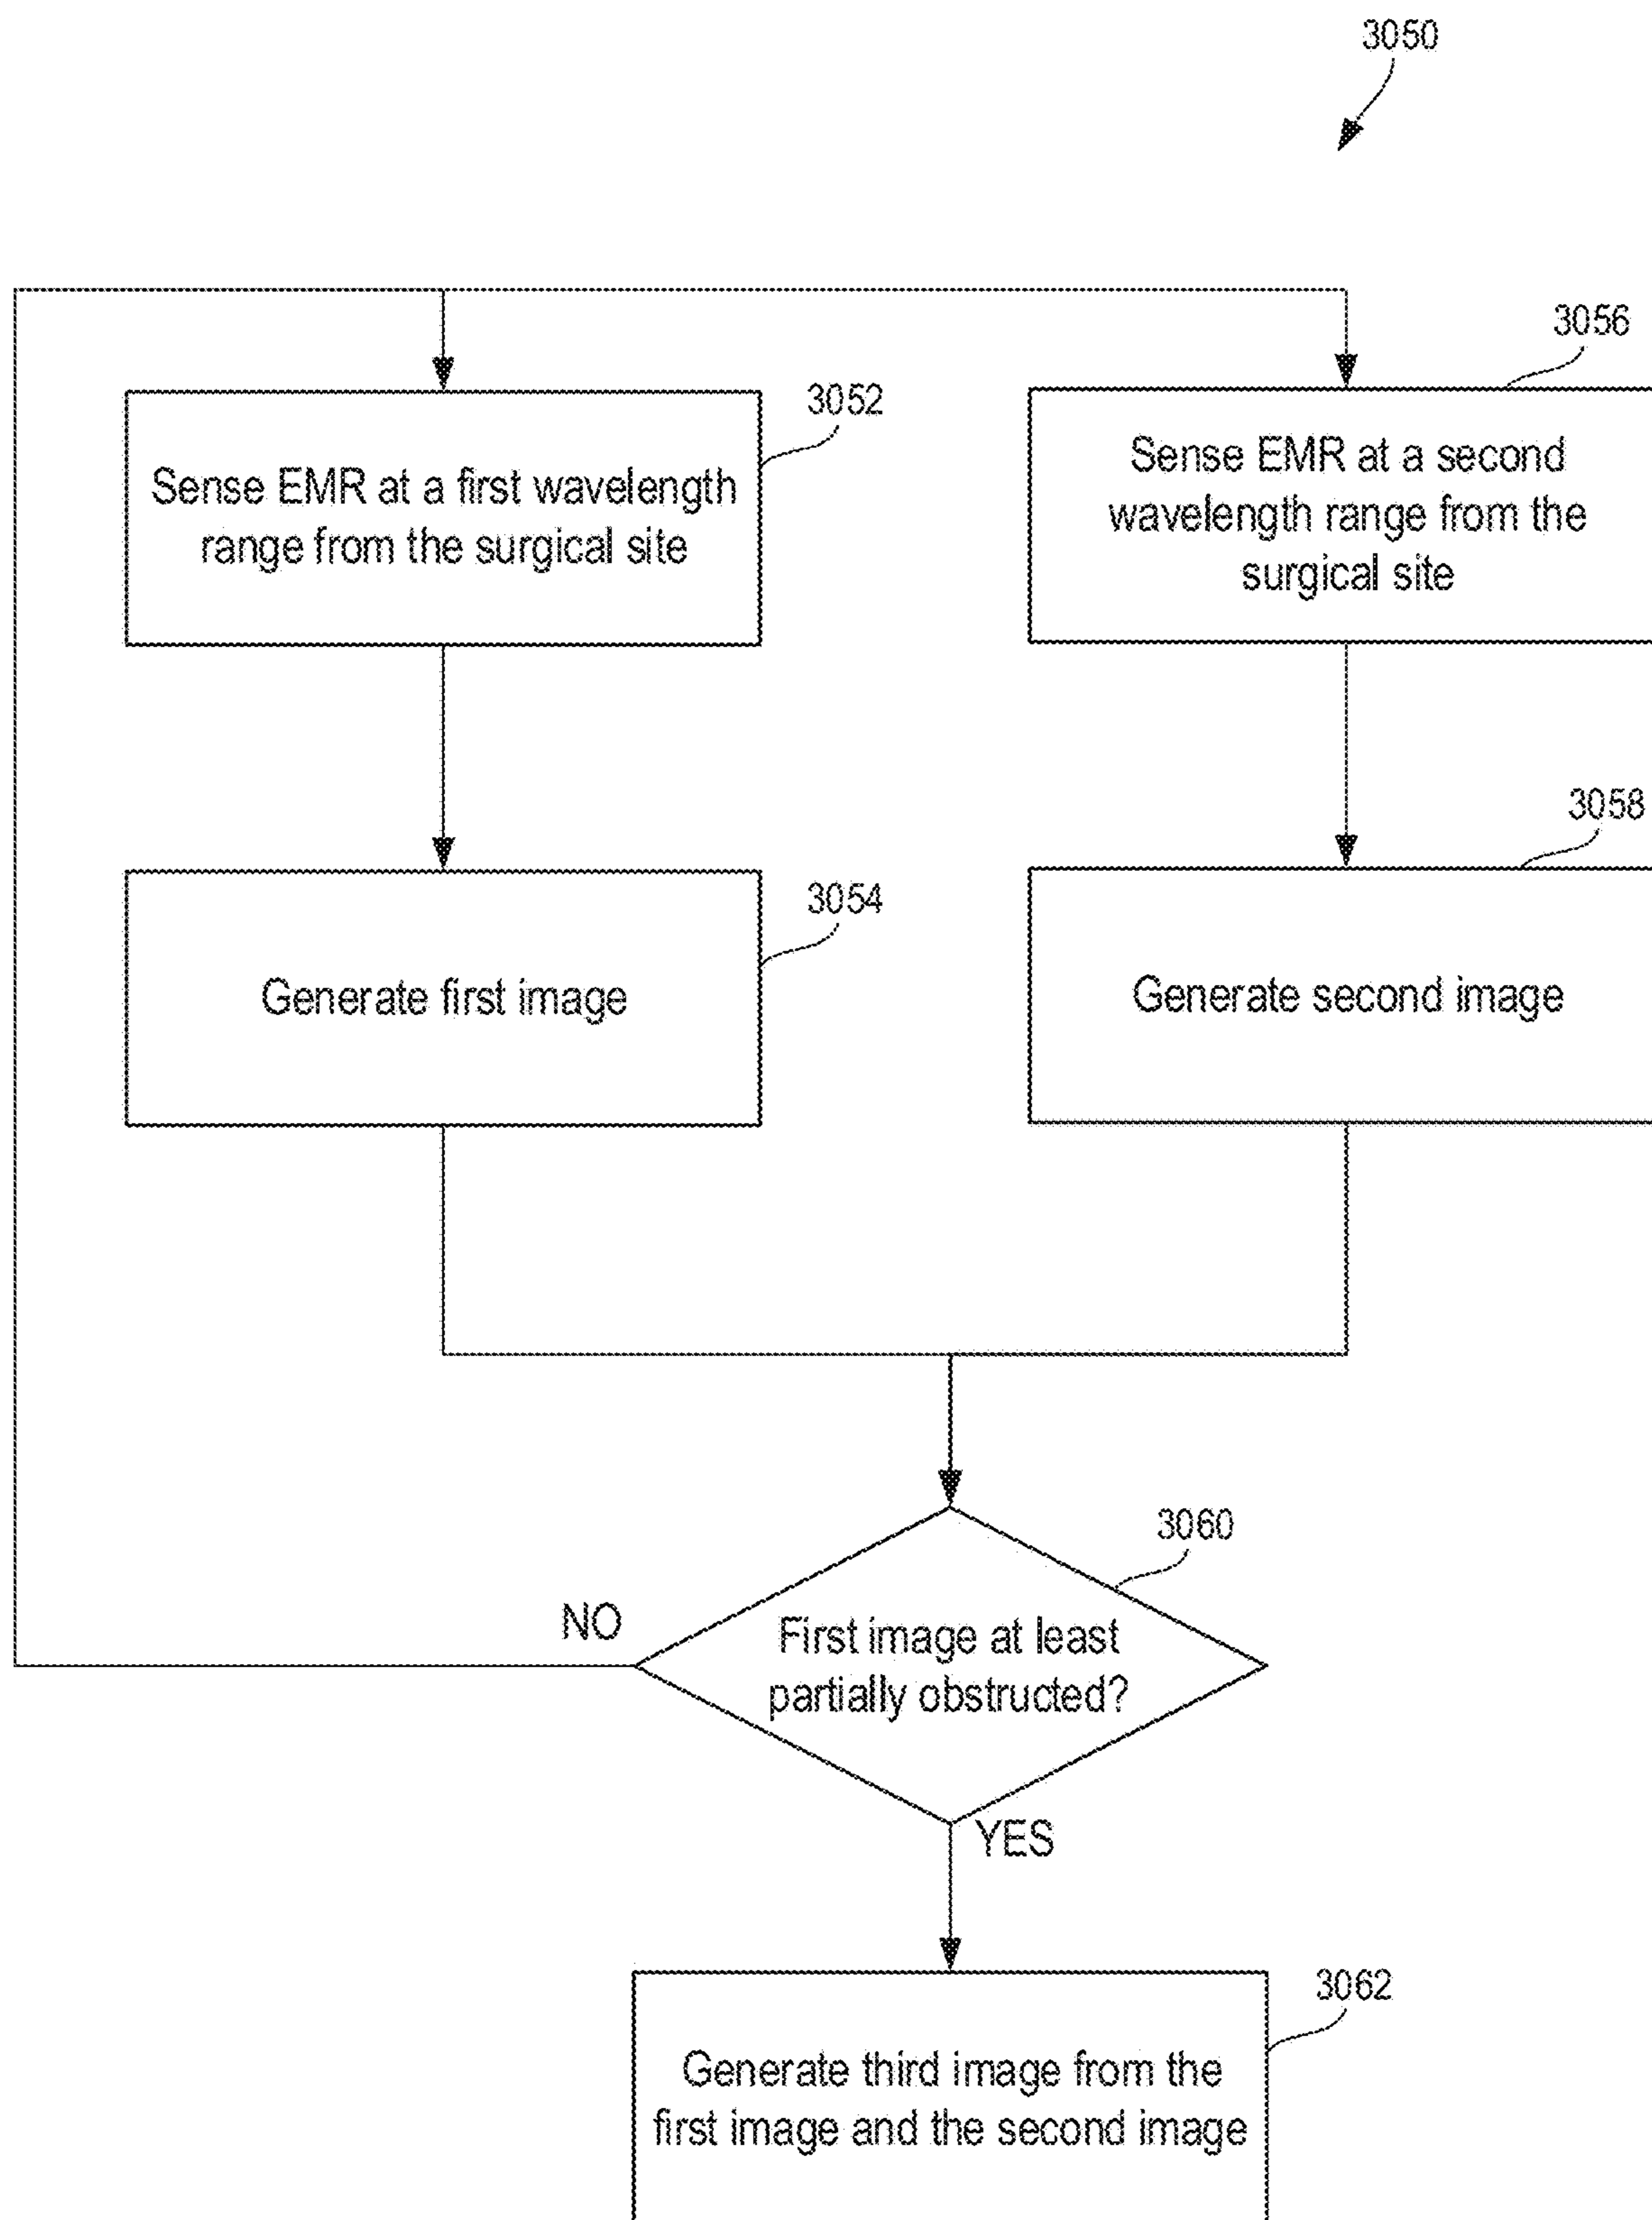 3050
3056
3052
Sense EMR at a first wavelength
range from the surgical site
Sense EMR at a second
wavelength range from the
surgical site
3058
3054
Generate first image
Generate second image
3060
NO
First image at least
partially obstructed?
YES
3062
Generate third image from the
first image and the second image